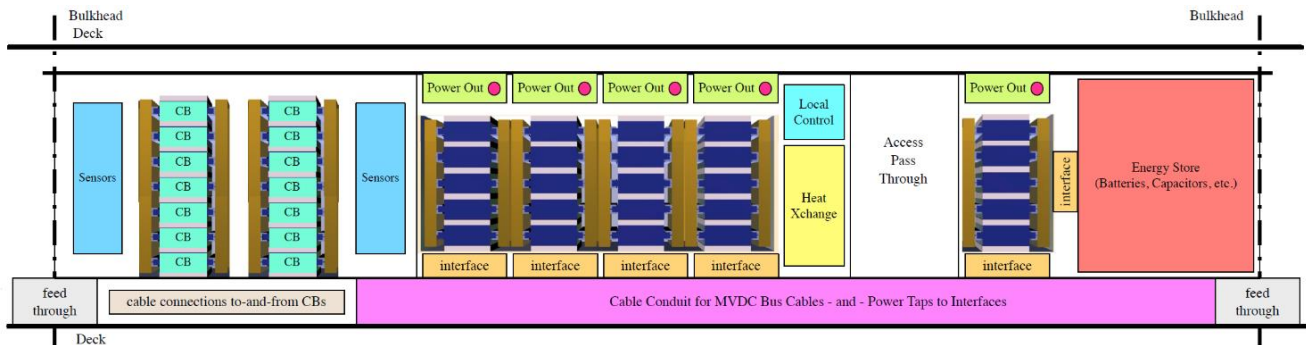 Bulkhead
Deck
Bulkhead
Power Out
Power Out
Power Out
Power Out
Power Out
Sensors
CB
CB
CB
CB
CB
CB
CB
CB
CB
CB
CB
CB
CB
CB
Sensors
Local
Control
Heat
Xchange
Access
Pass
Through
interface
Energy Store
(Batteries, Capacitors, etc.)
interface
interface
interface
interface
interface
feed
through
cable connections to-and-from CBs
Cable Conduit for MVDC Bus Cables - and - Power Taps to Interfaces
feed
through
Deck